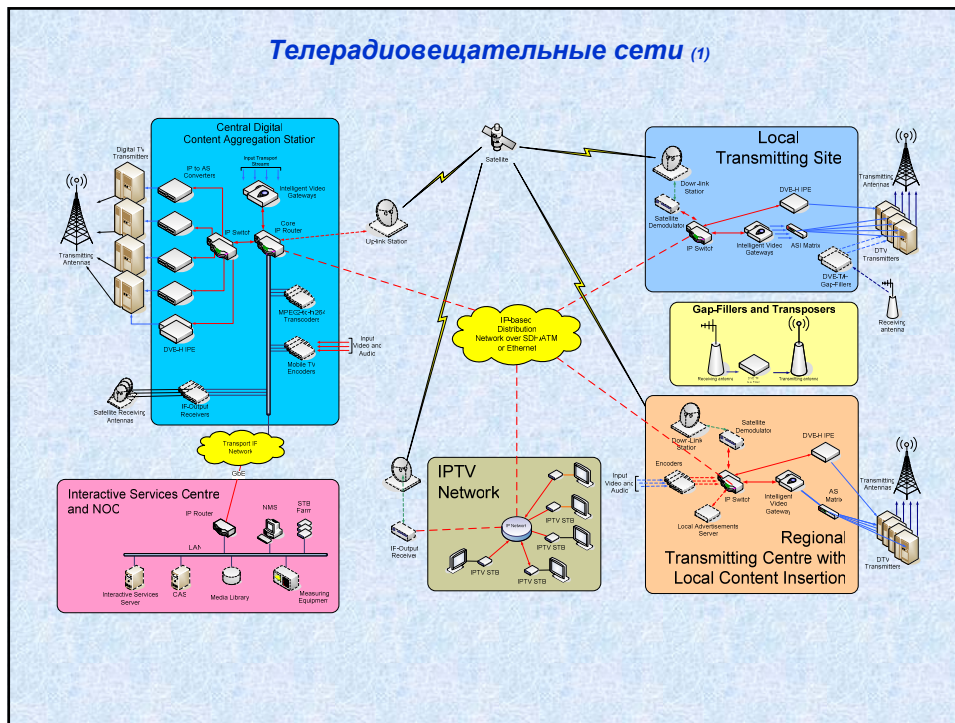 Телерадиовещательные сети (1)
Central Digital
Content Aggregation Station
Digital TV
Transmitters
IP to AS
Converters
Input Transport
Streams
Intelligent Video
Gateways
Core
IP Router
IP Switch
Transmitting
Antennas
DVB-H IPE
Transcoders
Mobile TV
Encoders
Input
Video and
Audio
Satellite Receiving
Antennas
IP-Output
Receivers
Satellite
Up-link Station
Local
Transmitting Site
Down-link
Station
DVB-H IPE
Transmitting
Antennas
Satellite
Demodulator
IP Switch
Intelligent Video
Gateways
ASI Matrix
DTV
Transmitters
Gap-Fillers
Receiving
antenna
IP-based
Distribution
Network over SDH/ATM
or Ethernet
Gap-Fillers and Transposers
Receiving antenna
Transmitting antenna
Transport IP
Network
GbE
Interactive Services Centre
and NOC
IP Router
NMS
STB
Farm
LAN
Interactive Services
Server
CAS
Media Library
Measuring
Equipment
IPTV
Network
IP Network
IPTV STB
IPTV STB
IPTV STB
IPTV STB
IPTV STB
IP-Output
Receiver
Down-Link
Station
Satellite
Demodulator
DVB-H IPE
Input
Video and
Audio
Encoders
IP Switch
Intelligent
Video
Gateway
AS
Matrix
Transmitting
Antennas
Local Advertisements
Server
DTV
Transmitters
Regional
Transmitting Centre with
Local Content Insertion